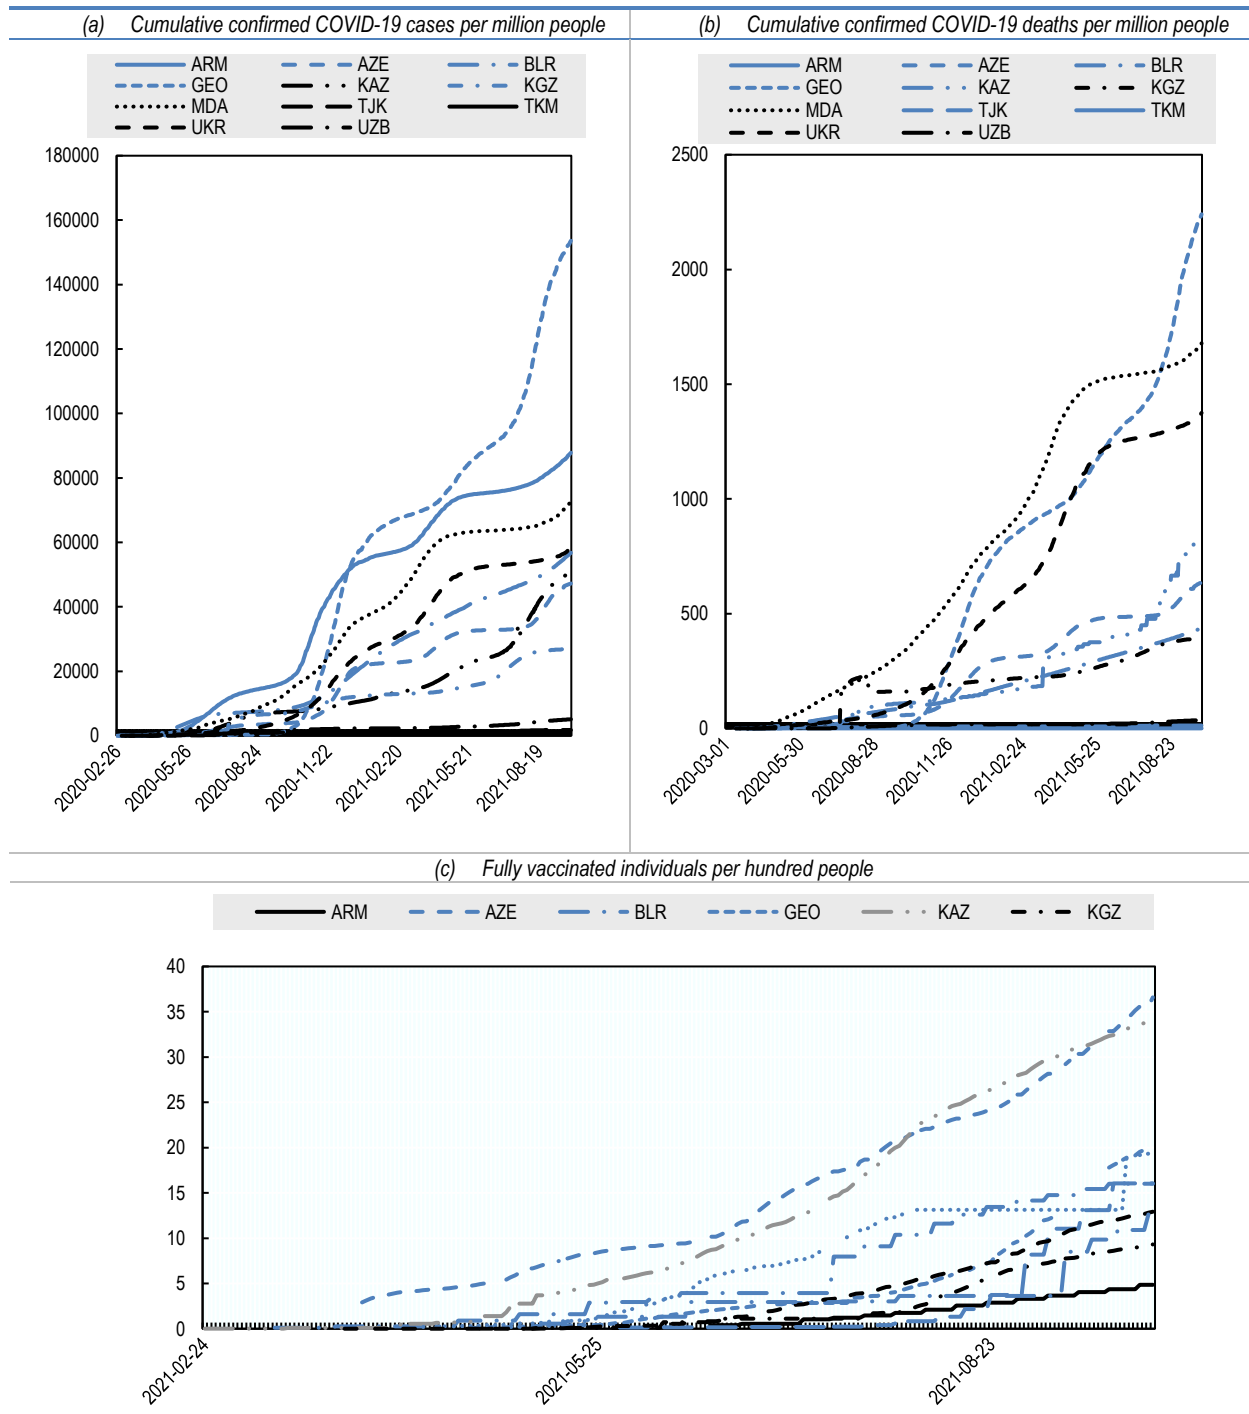 (a) Cumulative confirmed COVID-19 cases per million people
ARM AZE BLR
GEO KAZ KGZ
MDA TJK TKM
UKR UZB
180000
160000
140000
120000
100000
80000
60000
40000
20000
0
2020-02-26 2020-05-26 2020-08-24 2020-11-22 2021-02-20 2021-05-21 2021-08-19
(b) Cumulative confirmed COVID-19 deaths per million people
ARM AZE BLR
GEO KAZ KGZ
MDA TJK TKM
UKR UZB
2500
2000
1500
1000
500
0
2020-03-01 2020-05-30 2020-08-28 2020-11-26 2021-02-24 2021-05-25 2021-08-23
(c) Fully vaccinated individuals per hundred people
ARM AZE BLR GEO KAZ KGZ
40
35
30
25
20
15
10
5
0
2021-02-24 2021-05-25 2021-08-23